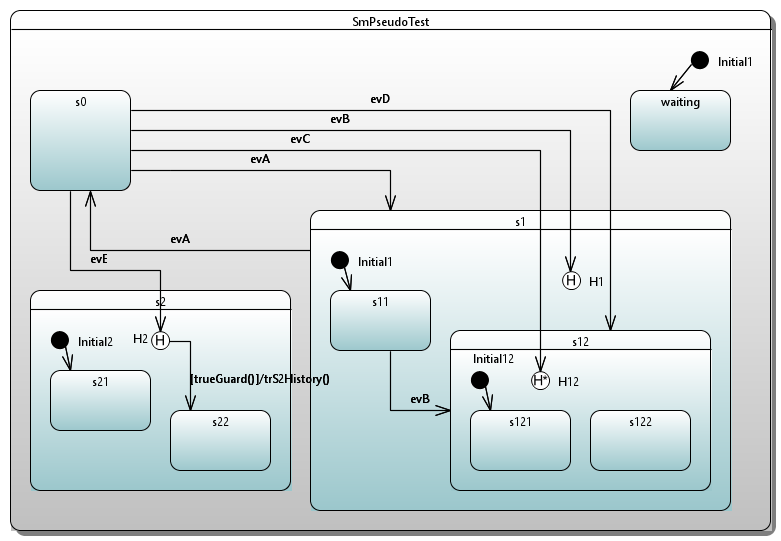 SmPseudoTest
Initial1
s0
evD
waiting
evB
evC
evA
s1
evA
evE
Initial1
H
H1
s2
s11
s12
Initial2
H2
H
Initial12
[trueGuard()]/trS2History()
H*
H12
s21
evB
s22
s121
s122